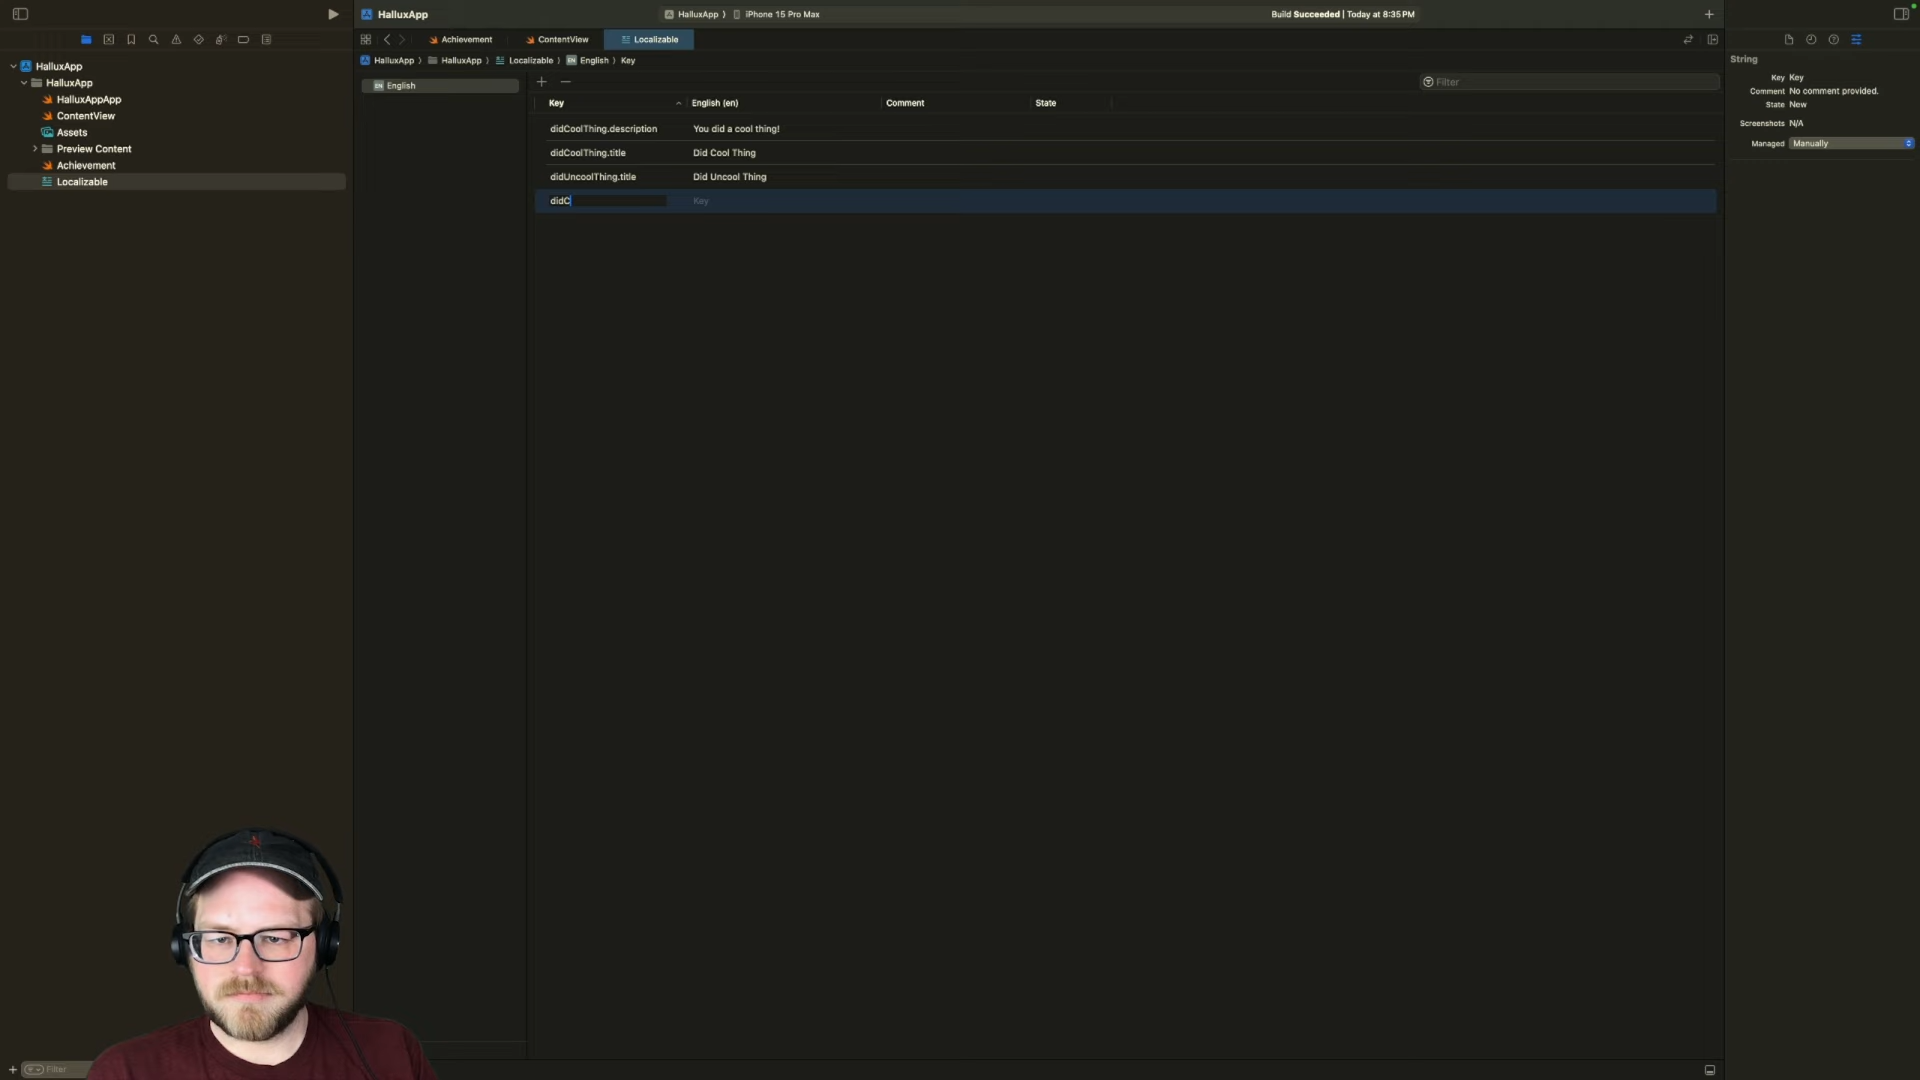 HalluxApp
HalluxApp 〉 iPhone 15 Pro Max
Build Succeeded | Today at 8:35 PM
Achievement
ContentView
Localizable
HalluxApp 〉 HalluxApp 〉 Localizable 〉 EN English 〉 Key
HalluxApp
HalluxApp
HalluxAppApp
ContentView
Assets
Preview Content
Achievement
Localizable
Filter
EN English
Filter
Key English (en) Comment State
didCoolThing.description You did a cool thing!
didCoolThing.title Did Cool Thing
didUncoolThing.title Did Uncool Thing
didC Key
String
Key Key
Comment No comment provided.
State New
Screenshots N/A
Managed Manually